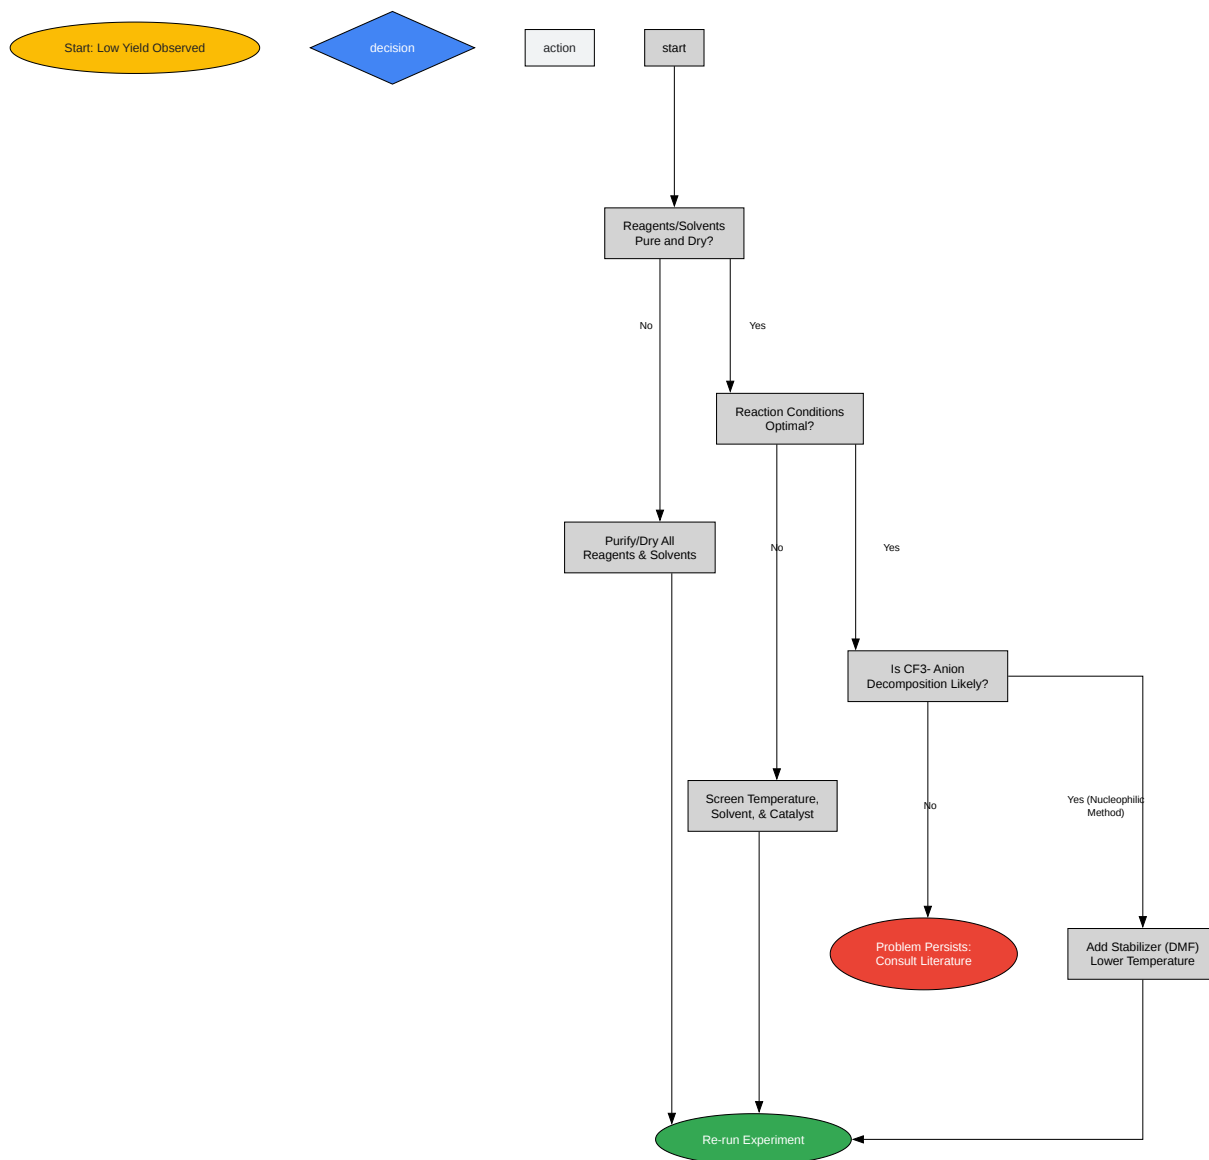 Start: Low Yield Observed
decision
action
start
Reagents/Solvents
Pure and Dry?
No
Yes
Reaction Conditions
Optimal?
Purify/Dry All
Reagents & Solvents
No
Yes
Is CF3- Anion
Decomposition Likely?
Screen Temperature,
Solvent, & Catalyst
No
Yes (Nucleophilic
Method)
Problem Persists:
Consult Literature
Add Stabilizer (DMF)
Lower Temperature
Re-run Experiment